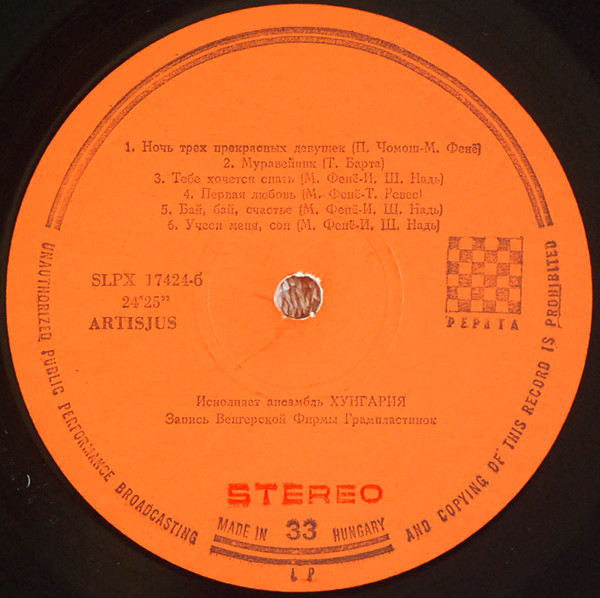 1. Ночь трех прекрасных девушек (П. Чомош-М. Фенё)
2. Муравейник (Т. Барта)
3. Тебе хочется спать (М. Фенё-И. Ш. Надь)
4. Первая любовь (М. Фенё-Т. Ревес)
5. Бай, бай, счастье (М. Фенё-И. Ш. Надь)
6. Унеси меня, сон (М. Фенё-И. Ш. Надь)
SLPX 17424-б
24'25"
ARTISJUS
PEPITA
Исполняет ансамбль ХУНГАРИЯ
Запись Венгерской Фирмы Грампластинок
STEREO
MADE IN 33 HUNGARY
LP
UNAUTHORIZED PUBLIC PERFORMANCE BROADCASTING AND COPYING OF THIS RECORD IS PROHIBITED